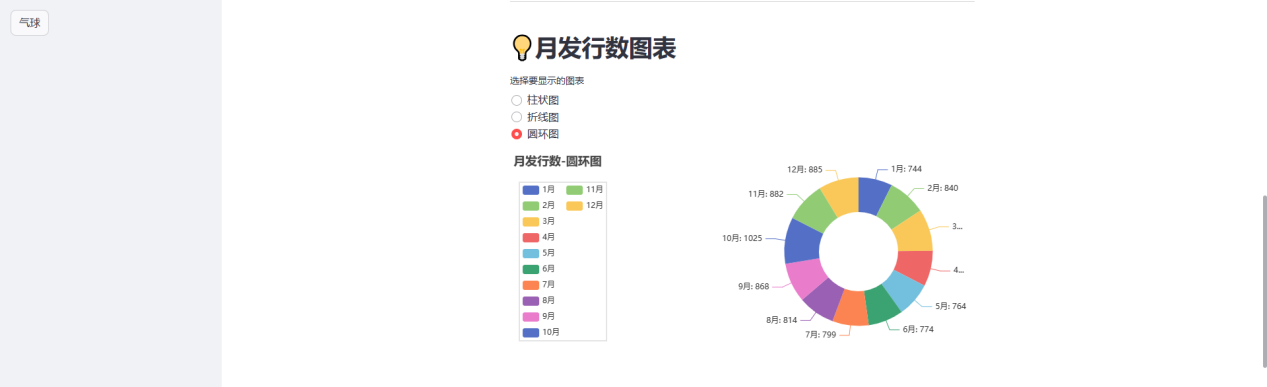 气球
月发行数图表
选择要显示的图表
柱状图
折线图
圆环图
月发行数-圆环图
1月
2月
3月
4月
5月
6月
7月
8月
9月
10月
11月
12月
1月: 744
2月: 840
3...
4...
5月: 764
6月: 774
7月: 799
8月: 814
9月: 868
10月: 1025
11月: 882
12月: 885